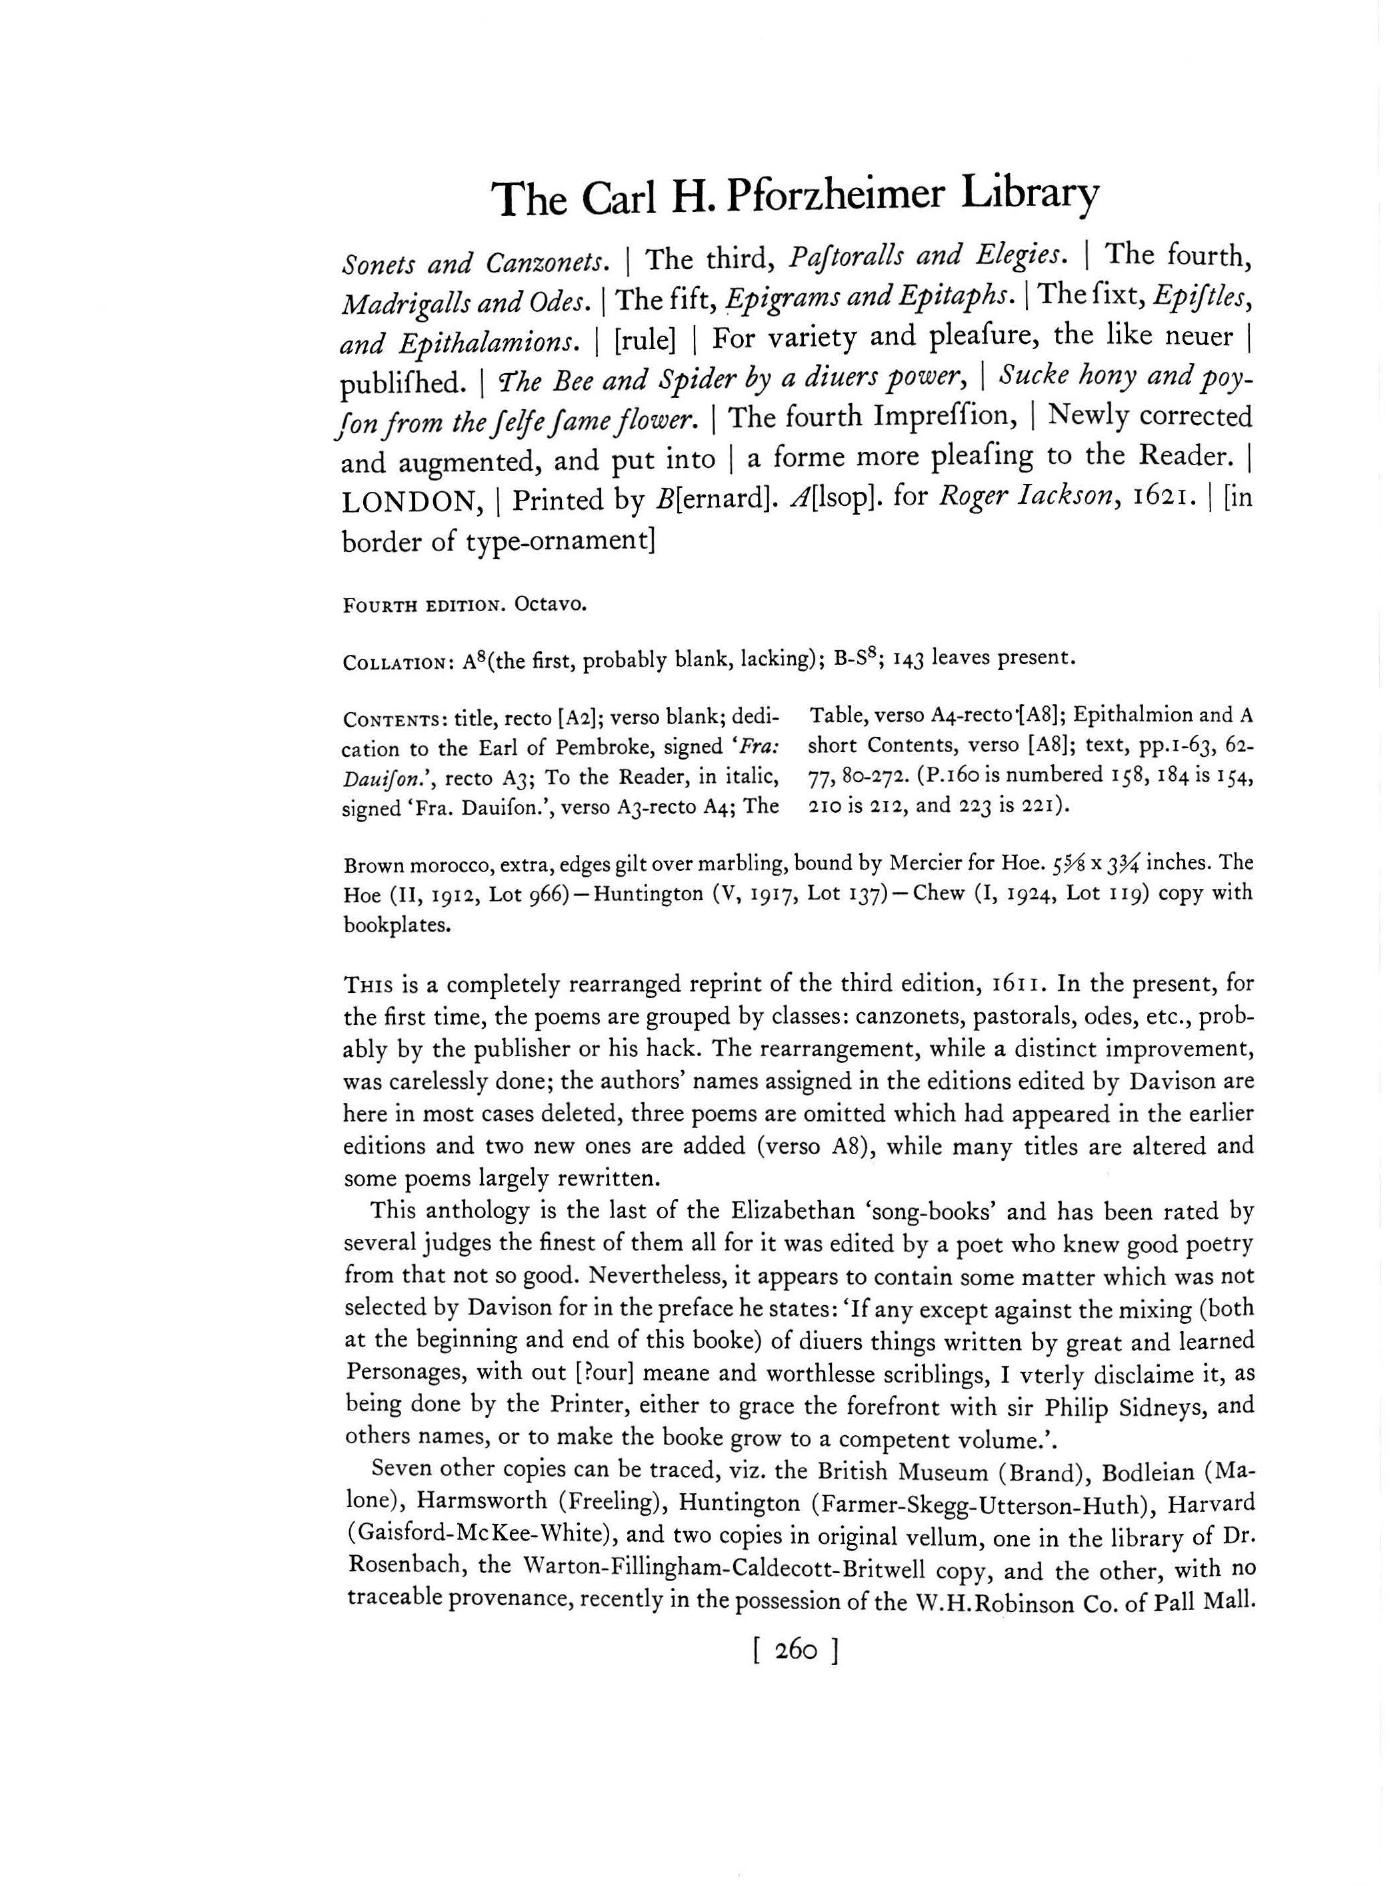 The Carl H. Pforzheimer Library
Sonets and Canzonets. | The third, Paſtoralls and Elegies. | The fourth,
Madrigalls and Odes. | The fift, Epigrams and Epitaphs. | The ſixt, Epiſtles,
and Epithalamions. | [rule] | For variety and pleaſure, the like neuer |
publiſhed. | The Bee and Spider by a diuers power, | Sucke hony and poy-
ſon from the ſelfe ſame flower. | The fourth Impreſſion, | Newly corrected
and augmented, and put into | a forme more pleaſing to the Reader. |
LONDON, | Printed by B[ernard]. A[lsop]. for Roger Iackson, 1621. | [in
border of type-ornament]
FOURTH EDITION. Octavo.
COLLATION: A⁸(the first, probably blank, lacking); B-S⁸; 143 leaves present.
CONTENTS: title, recto [A2]; verso blank; dedi-
cation to the Earl of Pembroke, signed ‘Fra:
Dauiſon.’, recto A3; To the Reader, in italic,
signed ‘Fra. Dauiſon.’, verso A3-recto A4; The
Table, verso A4-recto [A8]; Epithalmion and A
short Contents, verso [A8]; text, pp.1-63, 62-
77, 80-272. (P.160 is numbered 158, 184 is 154,
210 is 212, and 223 is 221).
Brown morocco, extra, edges gilt over marbling, bound by Mercier for Hoe. 5⅝ x 3¾ inches. The
Hoe (II, 1912, Lot 966)—Huntington (V, 1917, Lot 137)—Chew (I, 1924, Lot 119) copy with
bookplates.
THIS is a completely rearranged reprint of the third edition, 1611. In the present, for
the first time, the poems are grouped by classes: canzonets, pastorals, odes, etc., prob-
ably by the publisher or his hack. The rearrangement, while a distinct improvement,
was carelessly done; the authors’ names assigned in the editions edited by Davison are
here in most cases deleted, three poems are omitted which had appeared in the earlier
editions and two new ones are added (verso A8), while many titles are altered and
some poems largely rewritten.
This anthology is the last of the Elizabethan ‘song-books’ and has been rated by
several judges the finest of them all for it was edited by a poet who knew good poetry
from that not so good. Nevertheless, it appears to contain some matter which was not
selected by Davison for in the preface he states: ‘If any except against the mixing (both
at the beginning and end of this booke) of diuers things written by great and learned
Personages, with out [?our] meane and worthlesse scriblings, I vterly disclaime it, as
being done by the Printer, either to grace the forefront with sir Philip Sidneys, and
others names, or to make the booke grow to a competent volume.’.
Seven other copies can be traced, viz. the British Museum (Brand), Bodleian (Ma-
lone), Harmsworth (Freeling), Huntington (Farmer-Skegg-Utterson-Huth), Harvard
(Gaisford-McKee-White), and two copies in original vellum, one in the library of Dr.
Rosenbach, the Warton-Fillingham-Caldecott-Britwell copy, and the other, with no
traceable provenance, recently in the possession of the W.H.Robinson Co. of Pall Mall.
[ 260 ]